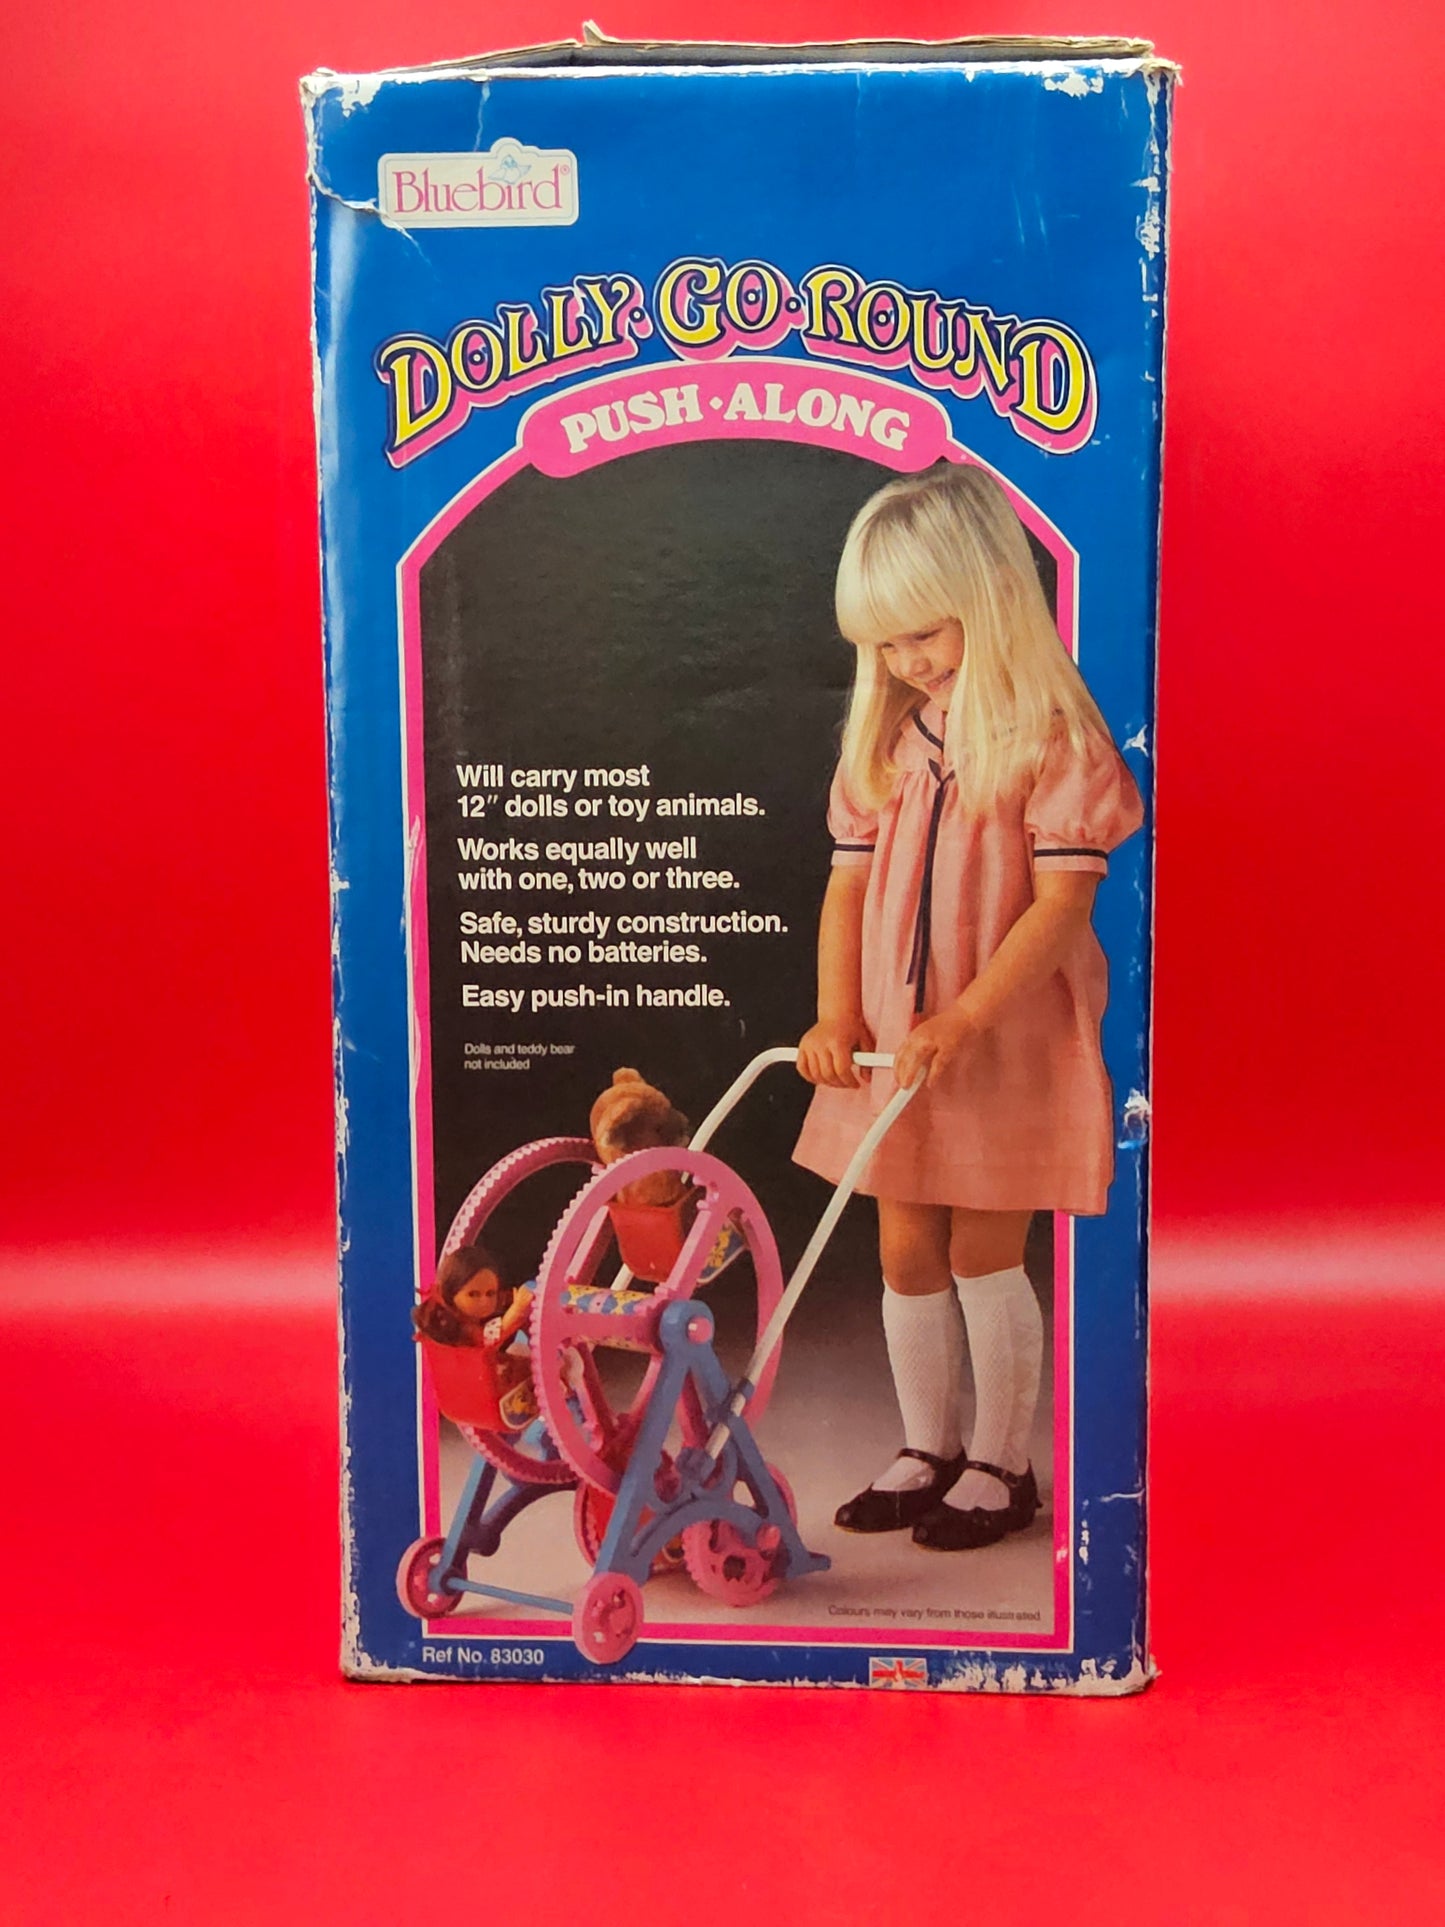 Bluebird®
DOLLY·GO·ROUND
PUSH·ALONG
Will carry most
12" dolls or toy animals.
Works equally well
with one, two or three.
Safe, sturdy construction.
Needs no batteries.
Easy push-in handle.
Dolls and teddy bear
not included
Colours may vary from those illustrated
Ref No. 83030